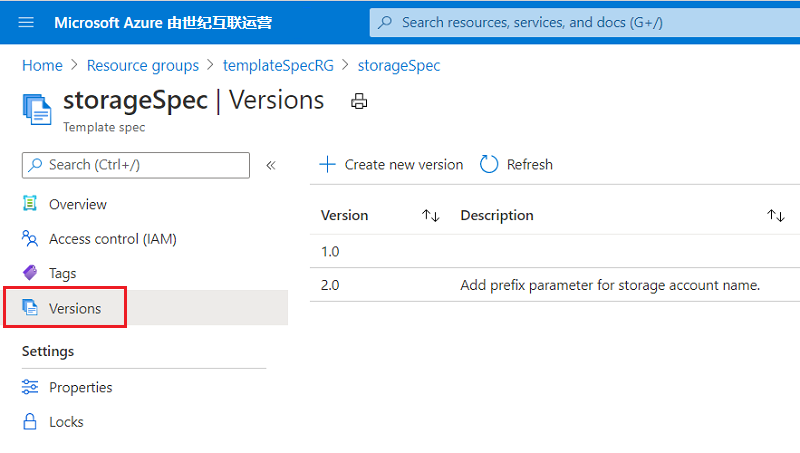 Microsoft Azure 由世纪互联运营
Search resources, services, and docs (G+/)
Home > Resource groups > templateSpecRG > storageSpec
storageSpec | Versions
Template spec
Search (Ctrl+/)
«
Create new version
Refresh
Overview
Access control (IAM)
Tags
Versions
Settings
Properties
Locks
Version Description
1.0
2.0 Add prefix parameter for storage account name.